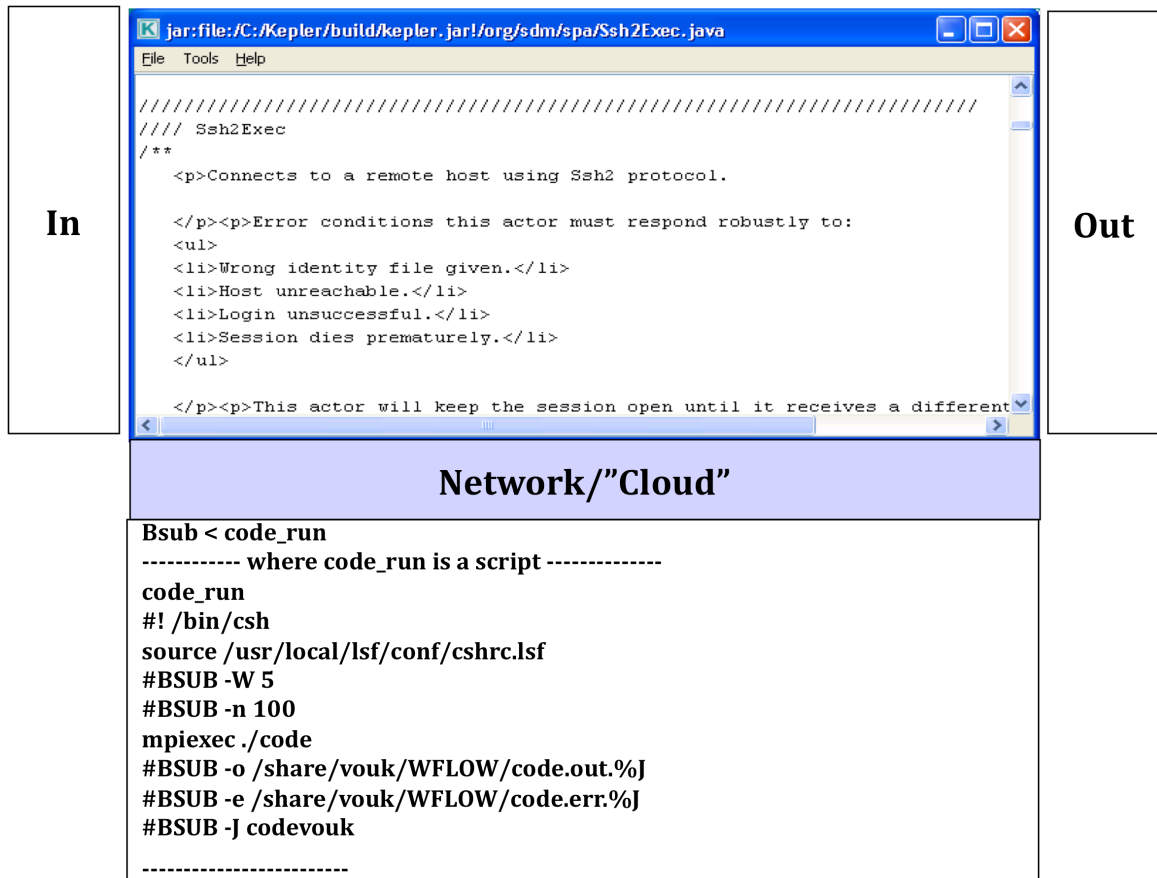 In
jar:file:/C:/Kepler/build/kepler.jar!/org/sdm/spa/Ssh2Exec.java
File Tools Help
///////////////////////////////////////////////////////////////////////////
//// Ssh2Exec
/**
<p>Connects to a remote host using Ssh2 protocol.
</p><p>Error conditions this actor must respond robustly to:
<ul>
<li>Wrong identity file given.</li>
<li>Host unreachable.</li>
<li>Login unsuccessful.</li>
<li>Session dies prematurely.</li>
</ul>
</p><p>This actor will keep the session open until it receives a different
Out
Network/”Cloud”
Bsub < code_run
------------ where code_run is a script --------------
code_run
#! /bin/csh
source /usr/local/lsf/conf/cshrc.lsf
#BSUB -W 5
#BSUB -n 100
mpiexec ./code
#BSUB -o /share/vouk/WFLOW/code.out.%J
#BSUB -e /share/vouk/WFLOW/code.err.%J
#BSUB -J codevouk
-------------------------